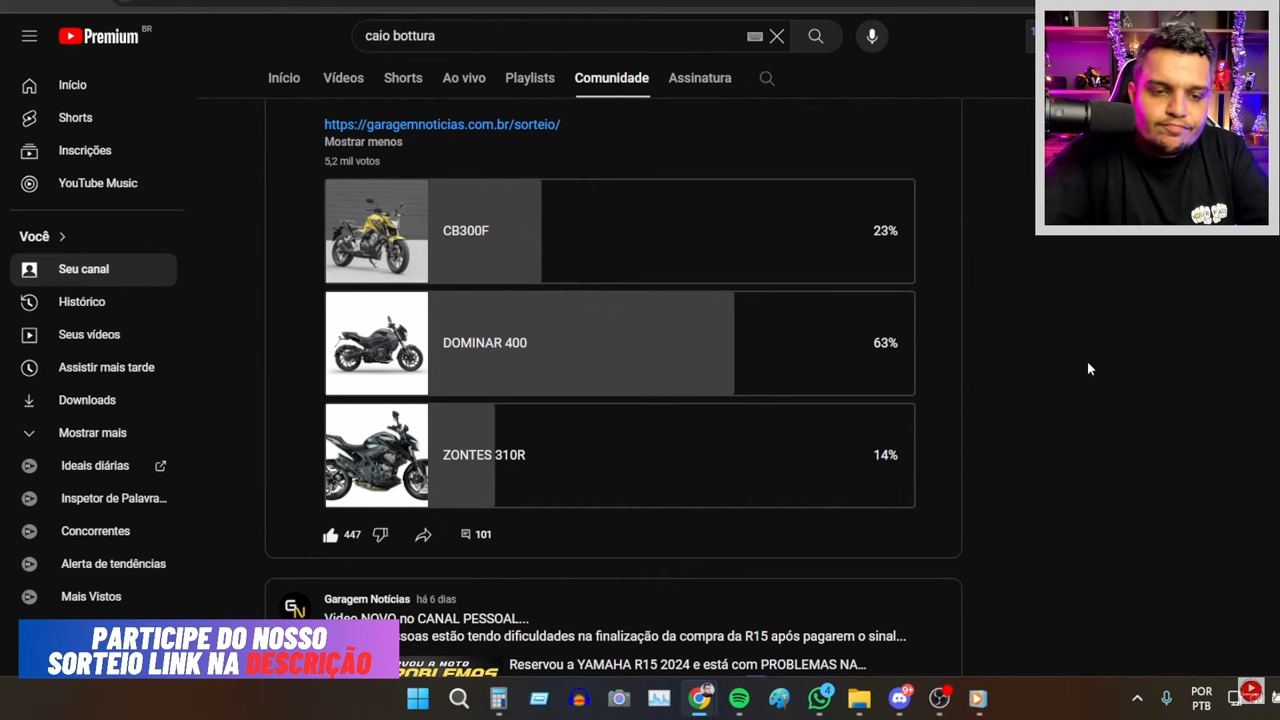 Premium BR
caio bottura
Início Vídeos Shorts Ao vivo Playlists Comunidade Assinatura
Início
Shorts
Inscrições
YouTube Music
Você
Seu canal
Histórico
Seus vídeos
Assistir mais tarde
Downloads
Mostrar mais
Ideais diárias
Inspetor de Palavra...
Concorrentes
Alerta de tendências
Mais Vistos
https://garagemnoticias.com.br/sorteio/
Mostrar menos
5,2 mil votos
CB300F 23%
DOMINAR 400 63%
ZONTES 310R 14%
447 101
GN
Garagem Notícias há 6 dias
Video NOVO no CANAL PESSOAL...
ssoas estão tendo dificuldades na finalização da compra da R15 após pagarem o sinal...
Reservou a YAMAHA R15 2024 e está com PROBLEMAS NA...
PARTICIPE DO NOSSO
SORTEIO LINK NA DESCRIÇÃO
4
9+
POR
PTB